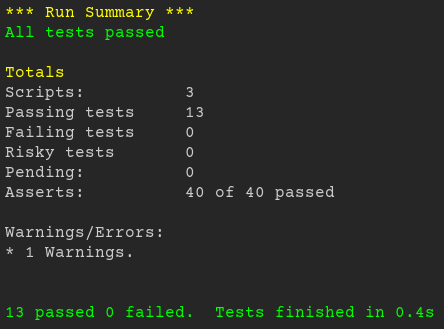 *** Run Summary ***
All tests passed
Totals
Scripts: 3
Passing tests 13
Failing tests 0
Risky tests 0
Pending: 0
Asserts: 40 of 40 passed
Warnings/Errors:
* 1 Warnings.
13 passed 0 failed.  Tests finished in 0.4s